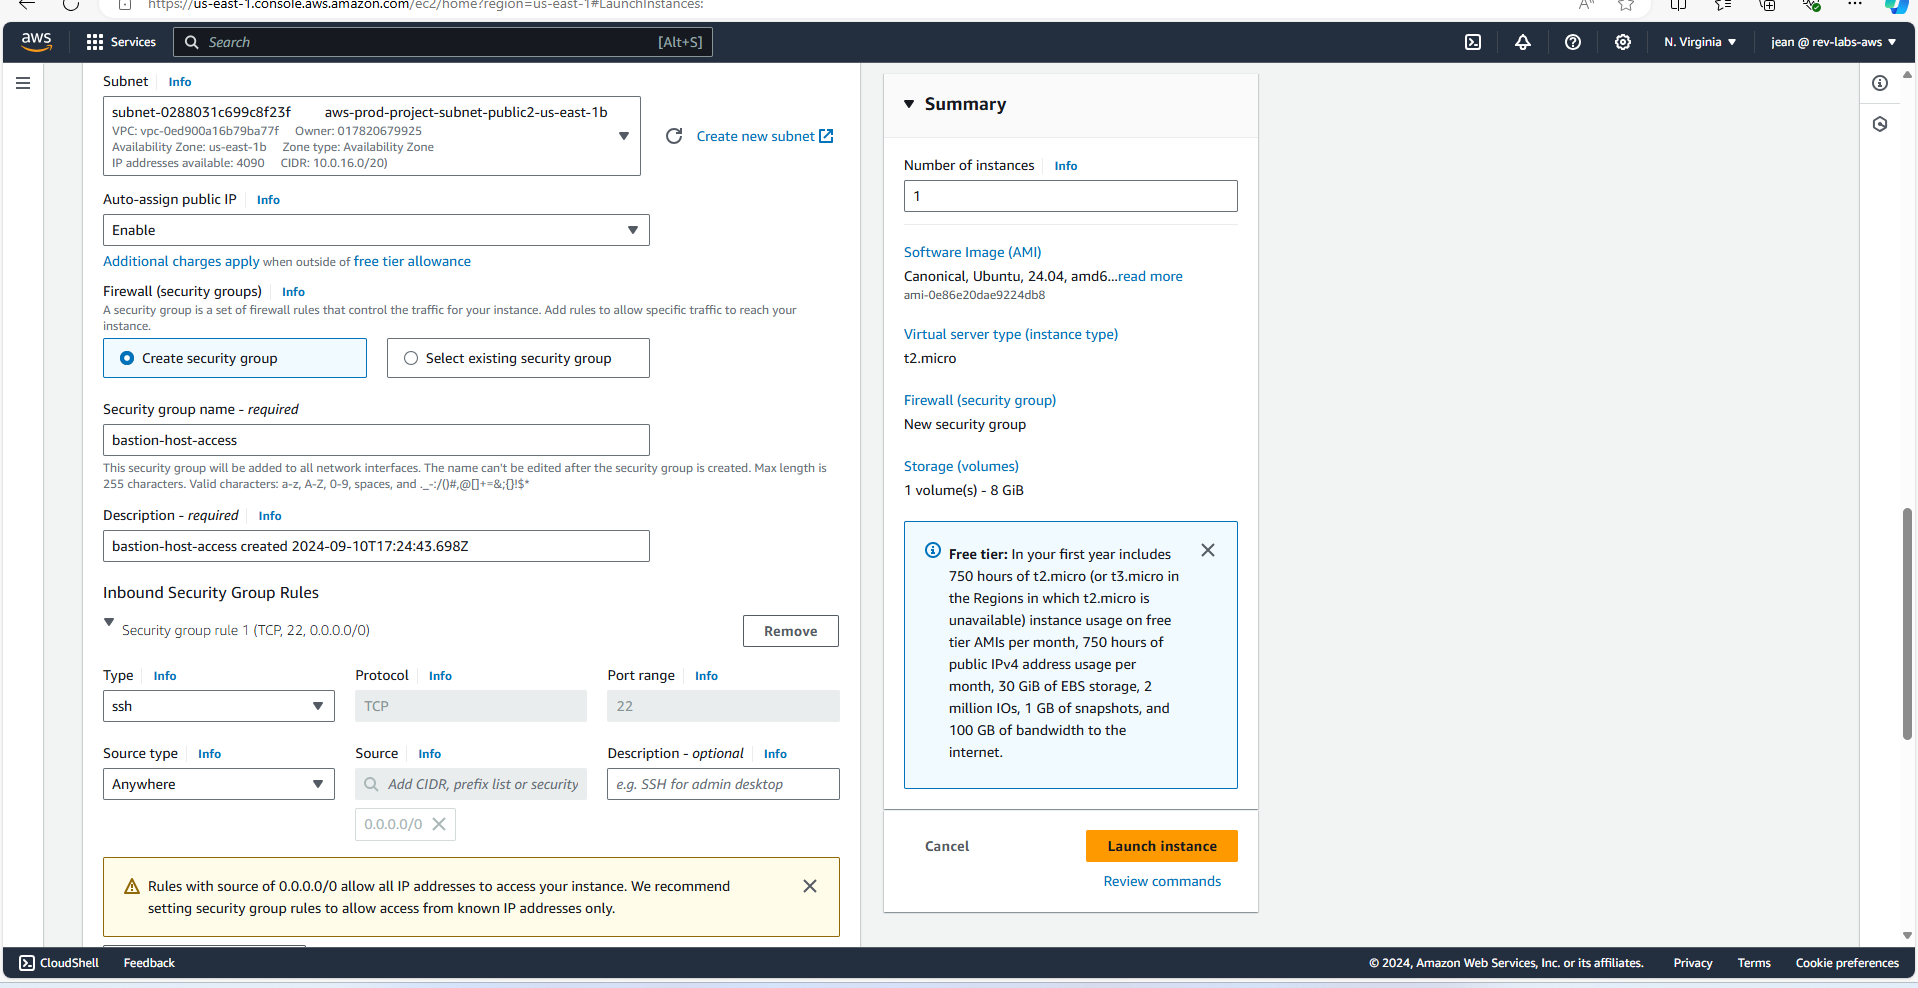 https://us-east-1.console.aws.amazon.com/ec2/home?region=us-east-1#LaunchInstances:
aws
Services
Search
[Alt+S]
N. Virginia
jean @ rev-labs-aws
Subnet Info
subnet-0288031c699c8f23f aws-prod-project-subnet-public2-us-east-1b
VPC: vpc-0ed900a16b79ba77f Owner: 017820679925
Availability Zone: us-east-1b Zone type: Availability Zone
IP addresses available: 4090 CIDR: 10.0.16.0/20)
Create new subnet
Auto-assign public IP Info
Enable
Additional charges apply when outside of free tier allowance
Firewall (security groups) Info
A security group is a set of firewall rules that control the traffic for your instance. Add rules to allow specific traffic to reach your
instance.
Create security group
Select existing security group
Security group name - required
bastion-host-access
This security group will be added to all network interfaces. The name can't be edited after the security group is created. Max length is
255 characters. Valid characters: a-z, A-Z, 0-9, spaces, and ._-:/()#,@[]+=&;{}!$*
Description - required Info
bastion-host-access created 2024-09-10T17:24:43.698Z
Inbound Security Group Rules
Security group rule 1 (TCP, 22, 0.0.0.0/0)
Remove
Type Info
Protocol Info
Port range Info
ssh
TCP
22
Source type Info
Source Info
Description - optional Info
Anywhere
Add CIDR, prefix list or security
e.g. SSH for admin desktop
0.0.0.0/0
Rules with source of 0.0.0.0/0 allow all IP addresses to access your instance. We recommend
setting security group rules to allow access from known IP addresses only.
Summary
Number of instances Info
1
Software Image (AMI)
Canonical, Ubuntu, 24.04, amd6...read more
ami-0e86e20dae9224db8
Virtual server type (instance type)
t2.micro
Firewall (security group)
New security group
Storage (volumes)
1 volume(s) - 8 GiB
Free tier: In your first year includes
750 hours of t2.micro (or t3.micro in
the Regions in which t2.micro is
unavailable) instance usage on free
tier AMIs per month, 750 hours of
public IPv4 address usage per
month, 30 GiB of EBS storage, 2
million IOs, 1 GB of snapshots, and
100 GB of bandwidth to the
internet.
Cancel
Launch instance
Review commands
CloudShell
Feedback
© 2024, Amazon Web Services, Inc. or its affiliates.
Privacy
Terms
Cookie preferences